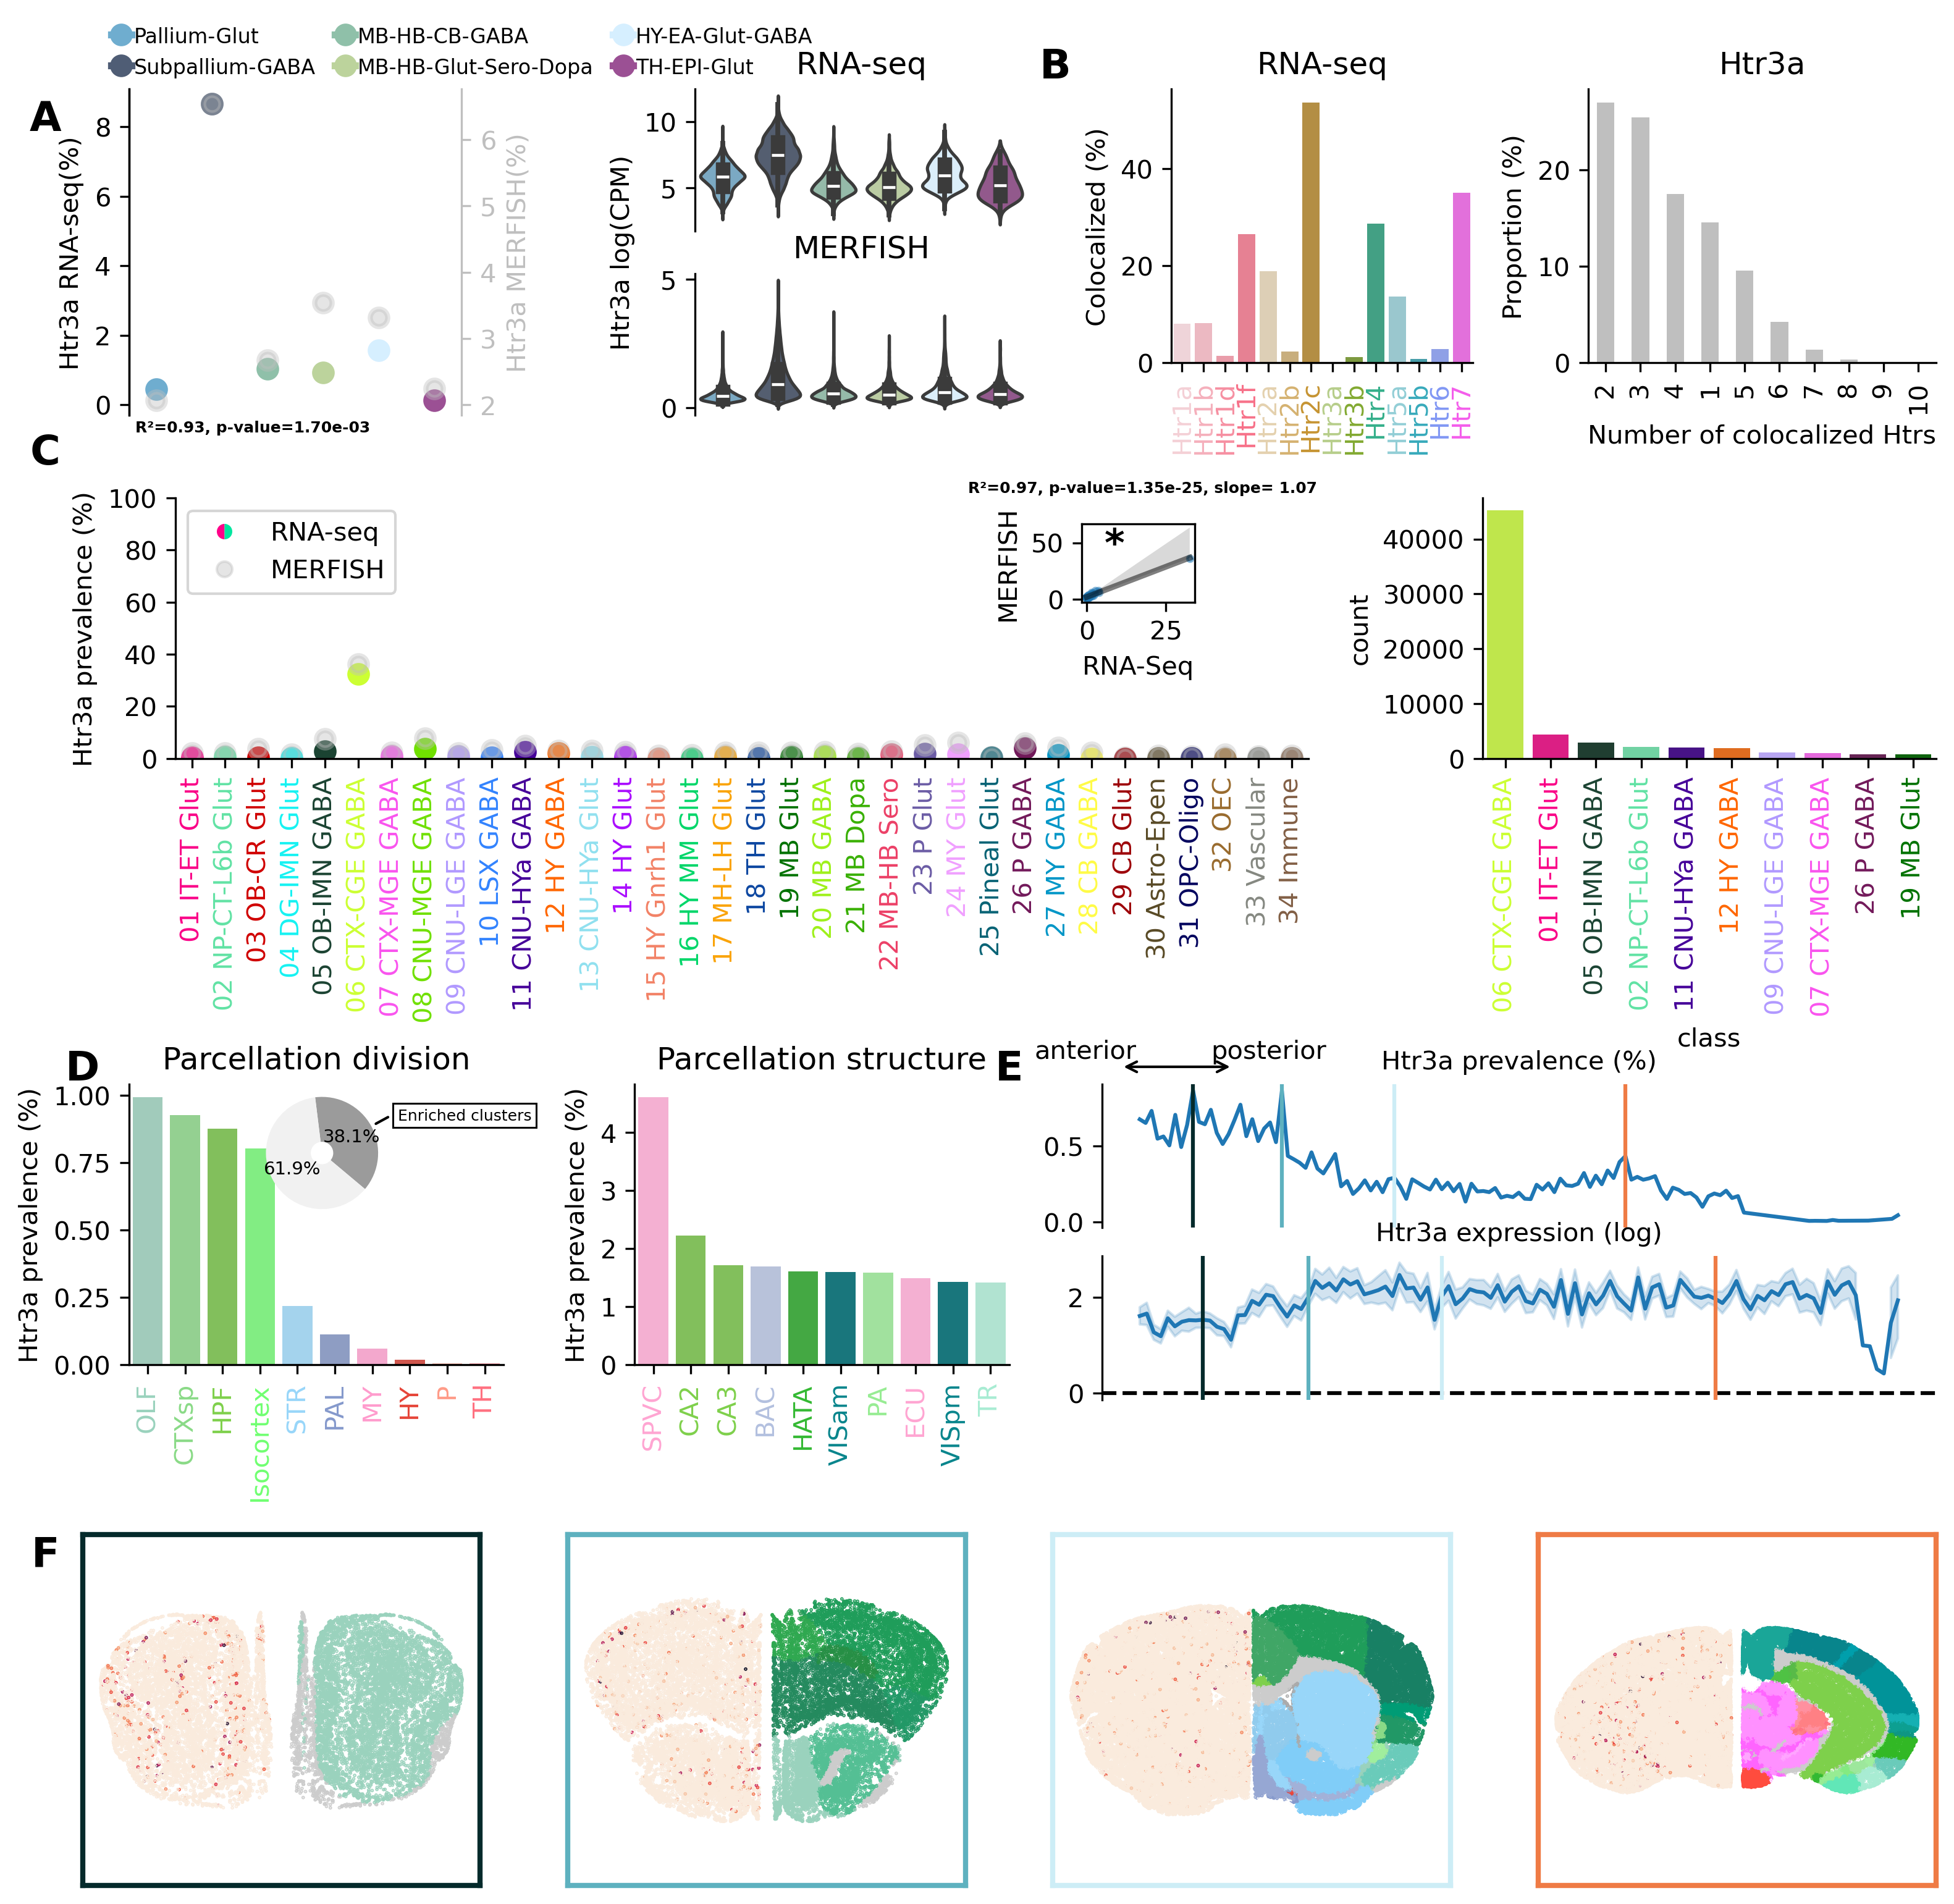 Pallium-Glut
MB-HB-CB-GABA
HY-EA-Glut-GABA
Subpallium-GABA
MB-HB-Glut-Sero-Dopa
TH-EPI-Glut
A
Htr3a RNA-seq(%)
8
6
4
2
0
Htr3a MERFISH(%)
6
5
4
3
2
R²=0.93, p-value=1.70e-03
RNA-seq
Htr3a log(CPM)
10
5
MERFISH
5
0
B
RNA-seq
Colocalized (%)
40
20
0
Htr1a
Htr1b
Htr1d
Htr1f
Htr2a
Htr2b
Htr2c
Htr3a
Htr3b
Htr4
Htr5a
Htr5b
Htr6
Htr7
Htr3a
Proportion (%)
20
10
0
2
3
4
1
5
6
7
8
9
10
Number of colocalized Htrs
C
Htr3a prevalence (%)
100
80
60
40
20
0
RNA-seq
MERFISH
R²=0.97, p-value=1.35e-25, slope= 1.07
MERFISH
50
0
*
0
25
RNA-Seq
01 IT-ET Glut
02 NP-CT-L6b Glut
03 OB-CR Glut
04 DG-IMN Glut
05 OB-IMN GABA
06 CTX-CGE GABA
07 CTX-MGE GABA
08 CNU-MGE GABA
09 CNU-LGE GABA
10 LSX GABA
11 CNU-HYa GABA
12 HY GABA
13 CNU-HYa Glut
14 HY Glut
15 HY Gnrh1 Glut
16 HY MM Glut
17 MH-LH Glut
18 TH Glut
19 MB Glut
20 MB GABA
21 MB Dopa
22 MB-HB Sero
23 P Glut
24 MY Glut
25 Pineal Glut
26 P GABA
27 MY GABA
28 CB GABA
29 CB Glut
30 Astro-Epen
31 OPC-Oligo
32 OEC
33 Vascular
34 Immune
count
40000
30000
20000
10000
0
06 CTX-CGE GABA
01 IT-ET Glut
05 OB-IMN GABA
02 NP-CT-L6b Glut
11 CNU-HYa GABA
12 HY GABA
09 CNU-LGE GABA
07 CTX-MGE GABA
26 P GABA
19 MB Glut
class
D
Parcellation division
Htr3a prevalence (%)
1.00
0.75
0.50
0.25
0.00
Enriched clusters
38.1%
61.9%
OLF
CTXsp
HPF
Isocortex
STR
PAL
MY
HY
P
TH
Parcellation structure
Htr3a prevalence (%)
4
3
2
1
0
SPVC
CA2
CA3
BAC
HATA
VISam
PA
ECU
VISpm
TR
E
anterior
posterior
Htr3a prevalence (%)
0.5
0.0
Htr3a expression (log)
2
0
F